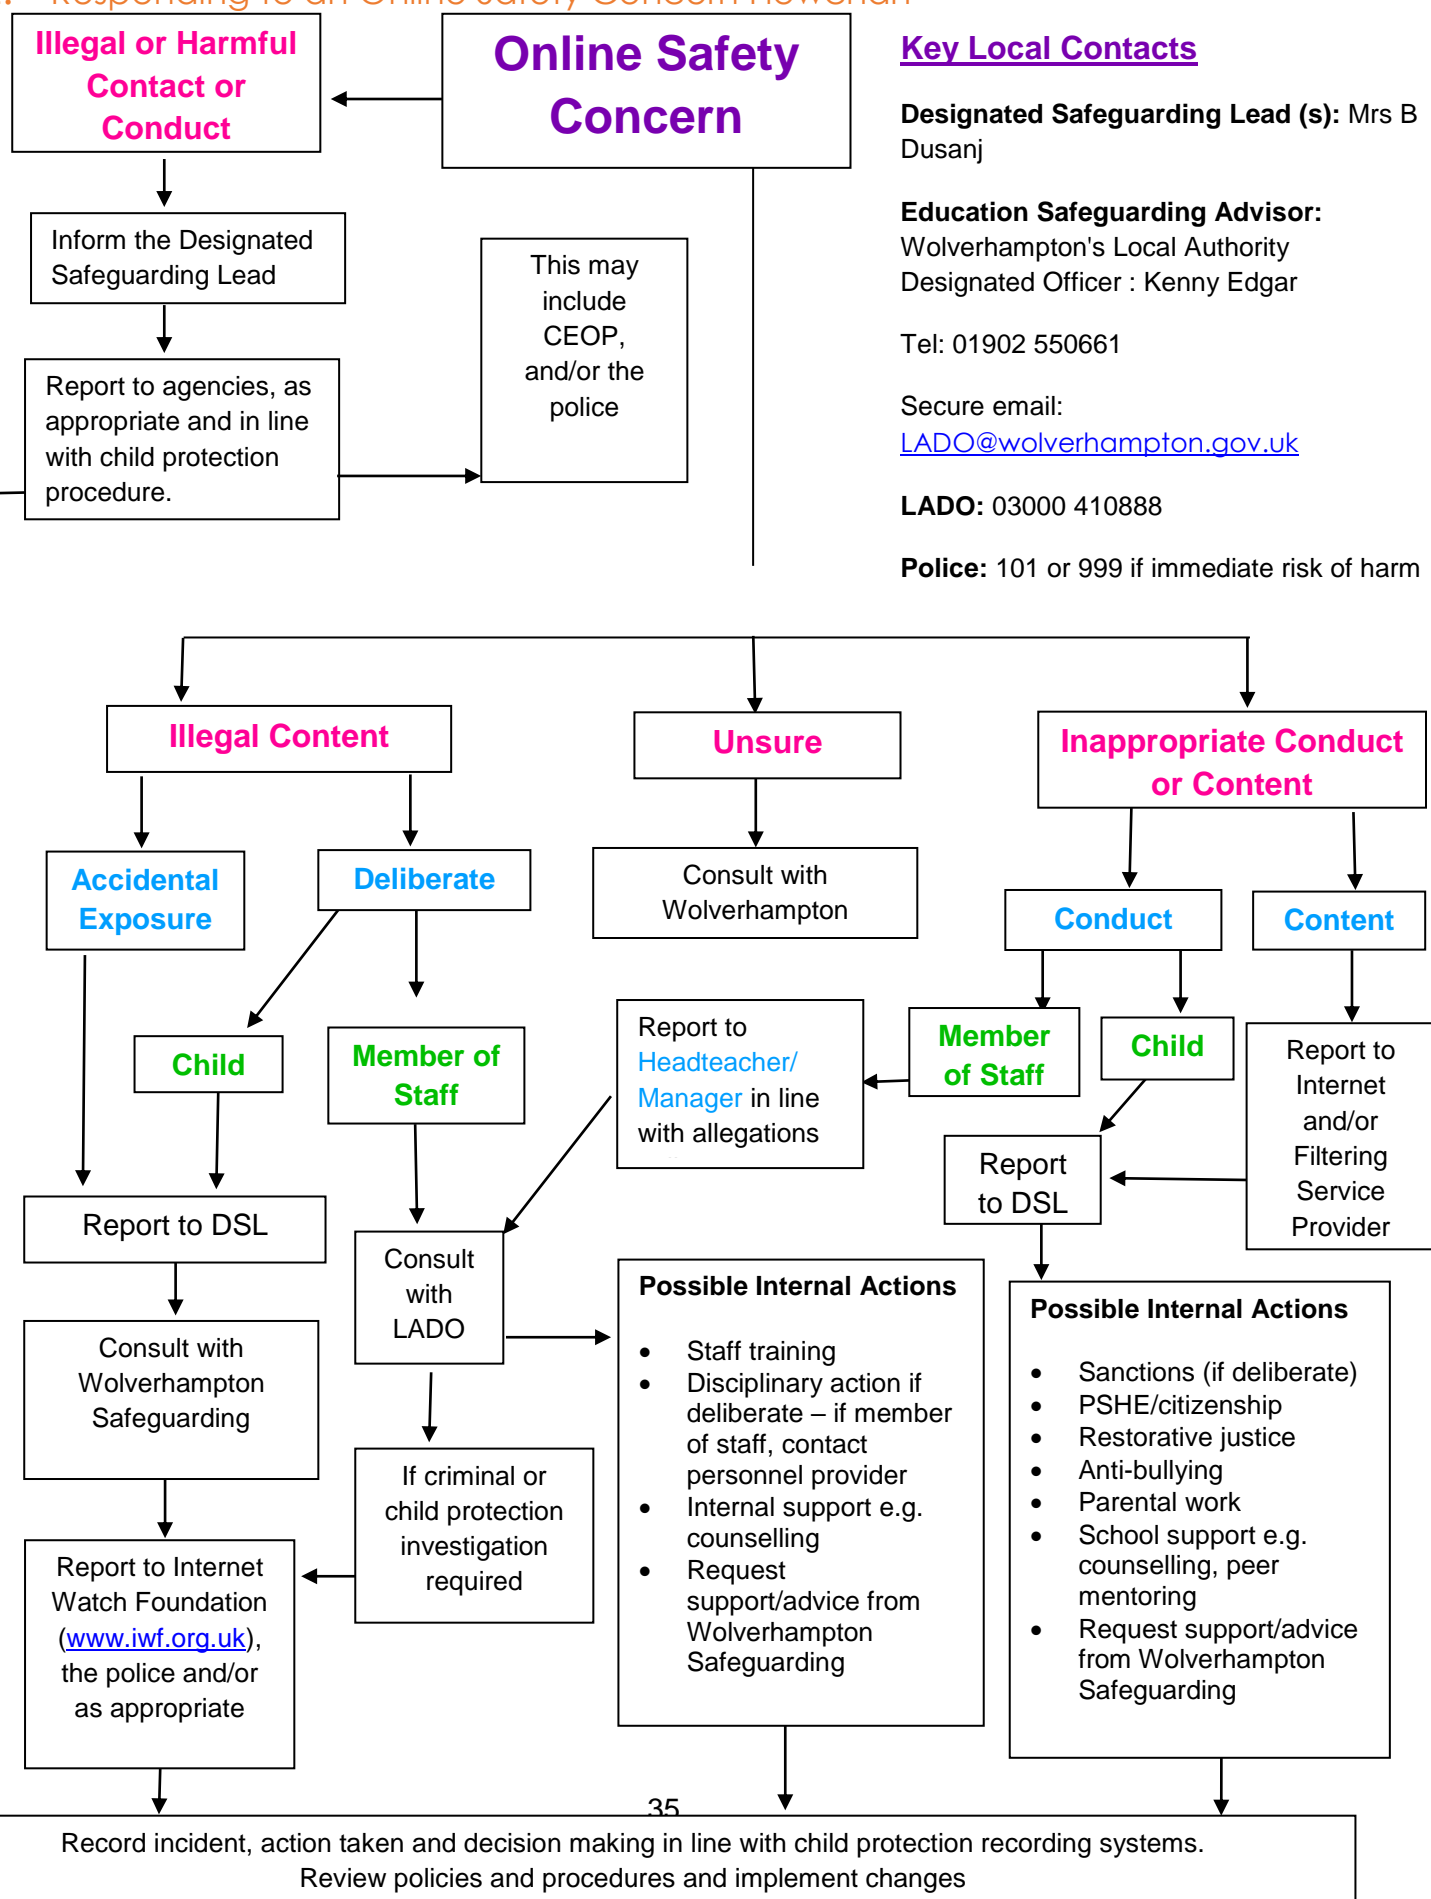 Responding to an Online Safety Concern Flowchart
Illegal or Harmful
Contact or
Conduct
Online Safety
Concern
Key Local Contacts
Designated Safeguarding Lead (s): Mrs B
Dusanj
Education Safeguarding Advisor:
Wolverhampton's Local Authority
Designated Officer : Kenny Edgar
Tel: 01902 550661
Secure email:
LADO@wolverhampton.gov.uk
LADO: 03000 410888
Police: 101 or 999 if immediate risk of harm
Inform the Designated
Safeguarding Lead
This may
include
CEOP,
and/or the
police
Report to agencies, as
appropriate and in line
with child protection
procedure.
Illegal Content
Unsure
Inappropriate Conduct
or Content
Accidental
Exposure
Deliberate
Consult with
Wolverhampton
Conduct
Content
Child
Member of
Staff
Report to
Headteacher/
Manager in line
with allegations
Member
of Staff
Child
Report to
Internet
and/or
Filtering
Service
Provider
Report to DSL
Consult
with
LADO
Report
to DSL
Consult with
Wolverhampton
Safeguarding
If criminal or
child protection
investigation
required
Report to Internet
Watch Foundation
(www.iwf.org.uk),
the police and/or
as appropriate
Possible Internal Actions
• Staff training
• Disciplinary action if
deliberate – if member
of staff, contact
personnel provider
• Internal support e.g.
counselling
• Request
support/advice from
Wolverhampton
Safeguarding
Possible Internal Actions
• Sanctions (if deliberate)
• PSHE/citizenship
• Restorative justice
• Anti-bullying
• Parental work
• School support e.g.
counselling, peer
mentoring
• Request support/advice
from Wolverhampton
Safeguarding
35
Record incident, action taken and decision making in line with child protection recording systems.
Review policies and procedures and implement changes